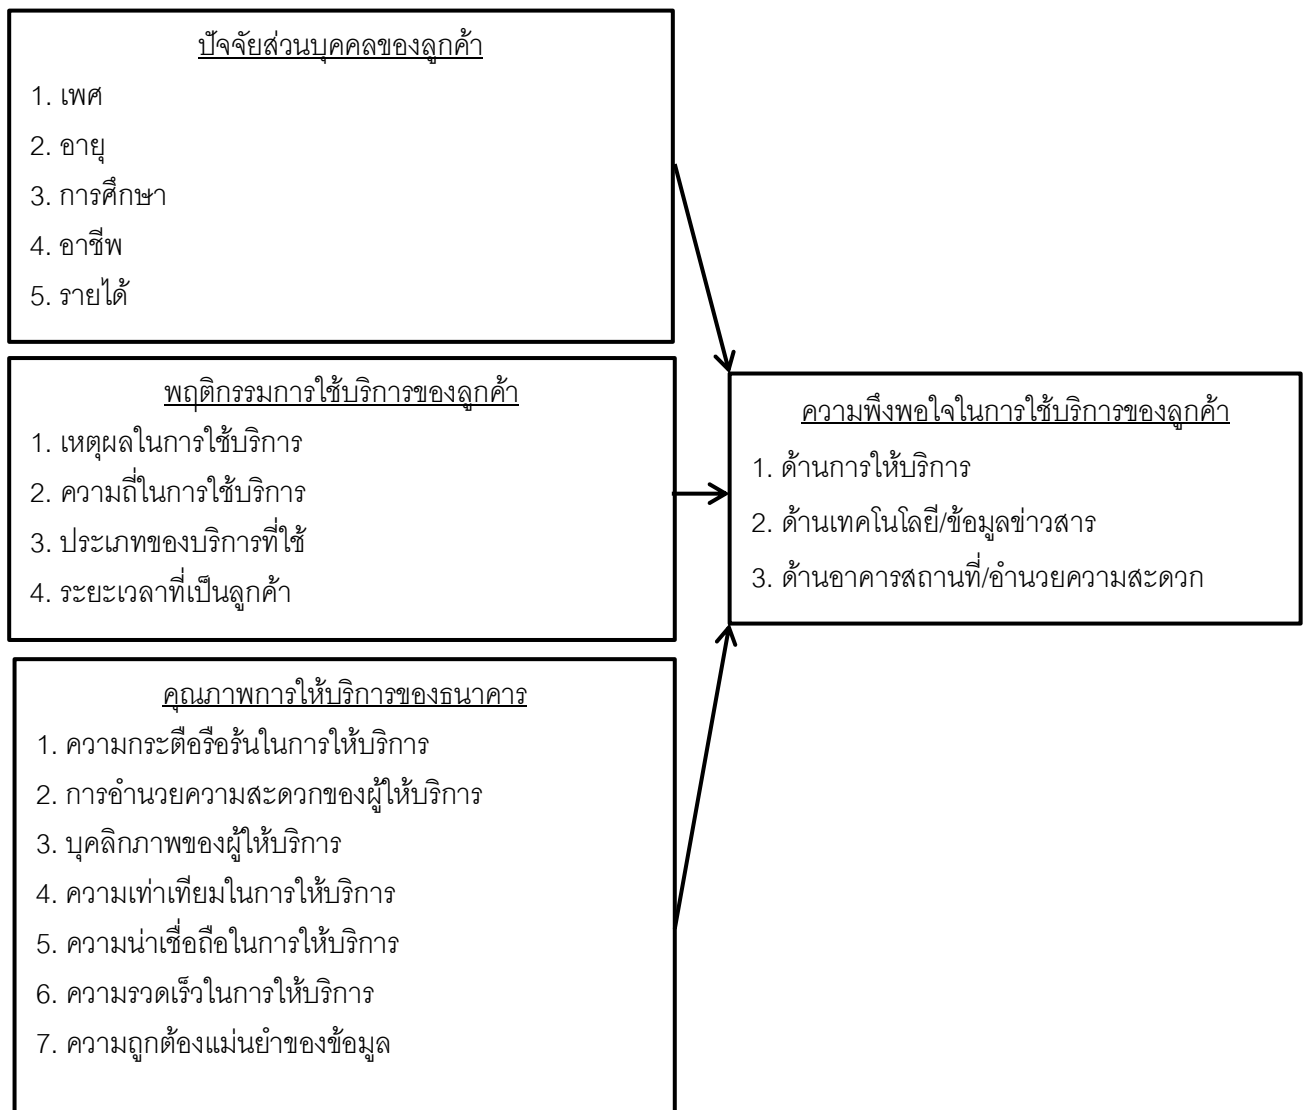 ปัจจัยส่วนบุคคลของลูกค้า
1. เพศ
2. อายุ
3. การศึกษา
4. อาชีพ
5. รายได้
พฤติกรรมการใช้บริการของลูกค้า
1. เหตุผลในการใช้บริการ
2. ความถี่ในการใช้บริการ
3. ประเภทของบริการที่ใช้
4. ระยะเวลาที่เป็นลูกค้า
คุณภาพการให้บริการของธนาคาร
1. ความกระตือรือร้นในการให้บริการ
2. การอำนวยความสะดวกของผู้ให้บริการ
3. บุคลิกภาพของผู้ให้บริการ
4. ความเท่าเทียมในการให้บริการ
5. ความน่าเชื่อถือในการให้บริการ
6. ความรวดเร็วในการให้บริการ
7. ความถูกต้องแม่นยำของข้อมูล
ความพึงพอใจในการใช้บริการของลูกค้า
1. ด้านการให้บริการ
2. ด้านเทคโนโลยี/ข้อมูลข่าวสาร
3. ด้านอาคารสถานที่/อำนวยความสะดวก